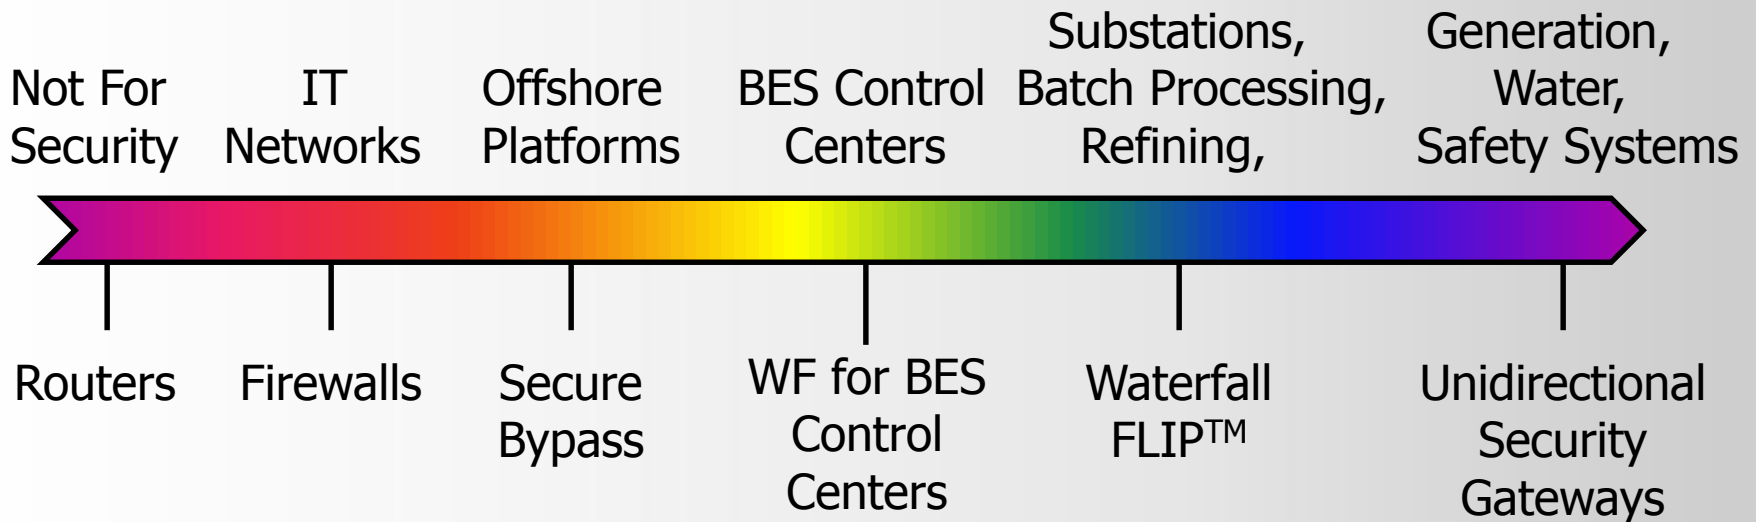 Not For
Security
IT
Networks
Offshore
Platforms
BES Control
Centers
Substations,
Batch Processing,
Refining,
Generation,
Water,
Safety Systems
Routers
Firewalls
Secure
Bypass
WF for BES
Control
Centers
Waterfall
FLIP™
Unidirectional
Security
Gateways